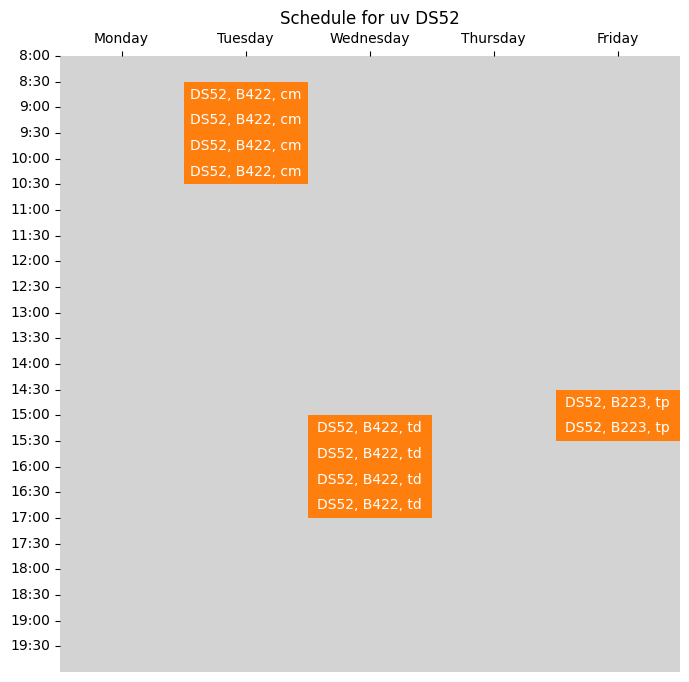 Schedule for uv DS52
Monday Tuesday Wednesday Thursday Friday
8:00
8:30
DS52, B422, cm
9:00
DS52, B422, cm
9:30
DS52, B422, cm
10:00
DS52, B422, cm
10:30
11:00
11:30
12:00
12:30
13:00
13:30
14:00
14:30
DS52, B223, tp
15:00
DS52, B422, td DS52, B223, tp
15:30
DS52, B422, td
16:00
DS52, B422, td
16:30
DS52, B422, td
17:00
17:30
18:00
18:30
19:00
19:30